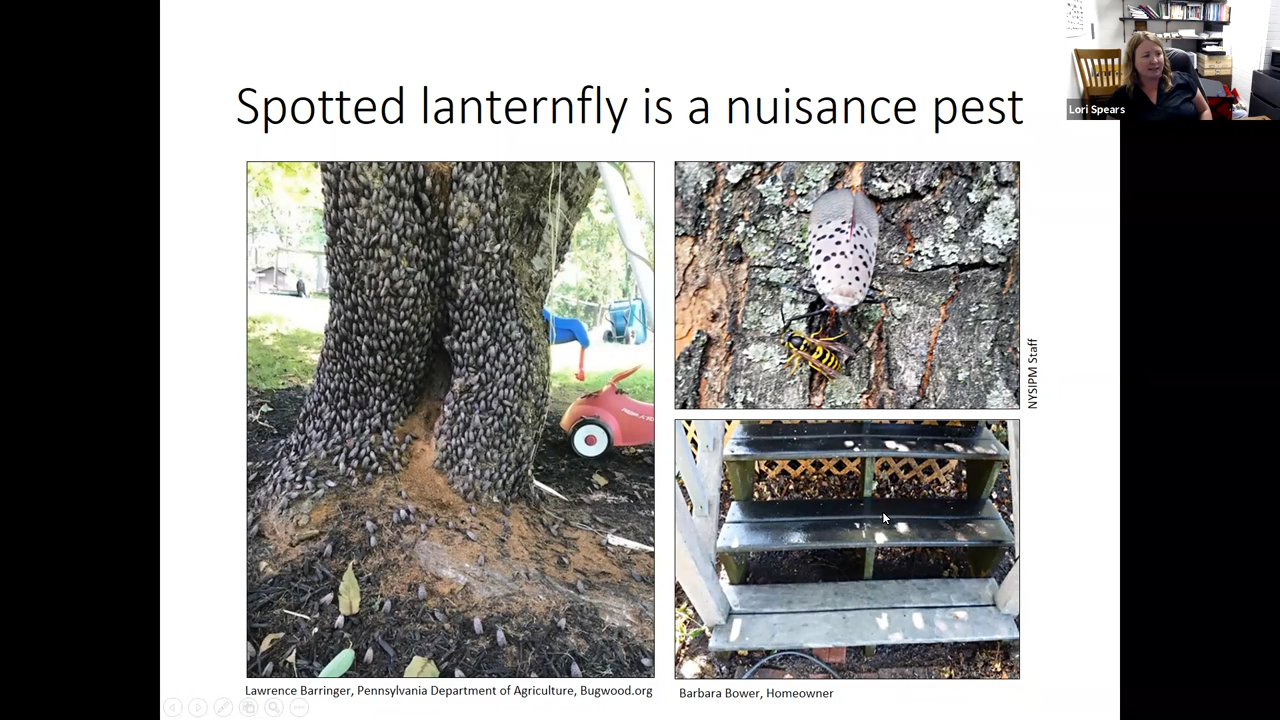 Spotted lanternfly is a nuisance pest
Lori Spears
NYSIPM Staff
Lawrence Barringer, Pennsylvania Department of Agriculture, Bugwood.org
Barbara Bower, Homeowner